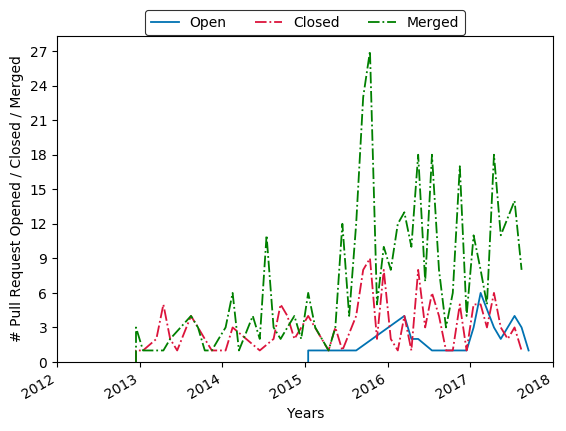 Open Closed Merged
# Pull Request Opened / Closed / Merged
27
24
21
18
15
12
9
6
3
0
2012 2013 2014 2015 2016 2017 2018
Years